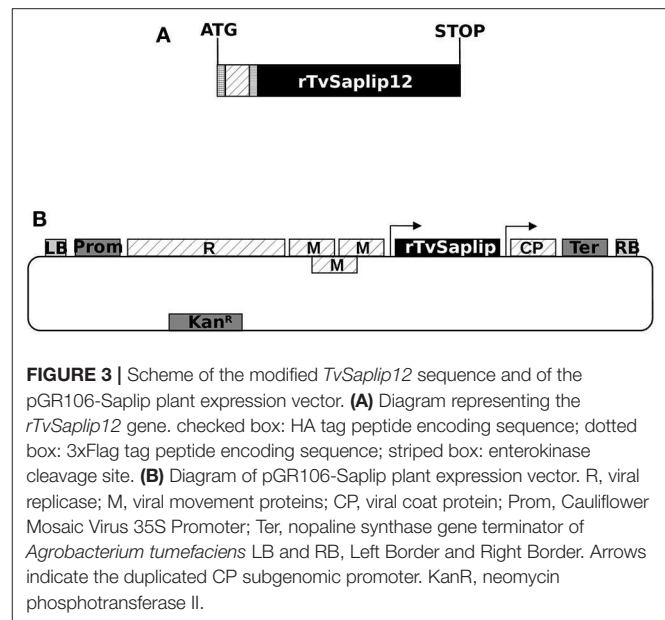 A
ATG
STOP
rTvSaplip12
B
LB
Prom
R
M
M
M
rTvSaplip
CP
Ter
RB
Kanᴿ
FIGURE 3 | Scheme of the modified TvSaplip12 sequence and of the
pGR106-Saplip plant expression vector. (A) Diagram representing the
rTvSaplip12 gene. checked box: HA tag peptide encoding sequence; dotted
box: 3xFlag tag peptide encoding sequence; striped box: enterokinase
cleavage site. (B) Diagram of pGR106-Saplip plant expression vector. R, viral
replicase; M, viral movement proteins; CP, viral coat protein; Prom, Cauliflower
Mosaic Virus 35S Promoter; Ter, nopaline synthase gene terminator of
Agrobacterium tumefaciens LB and RB, Left Border and Right Border. Arrows
indicate the duplicated CP subgenomic promoter. KanR, neomycin
phosphotransferase II.